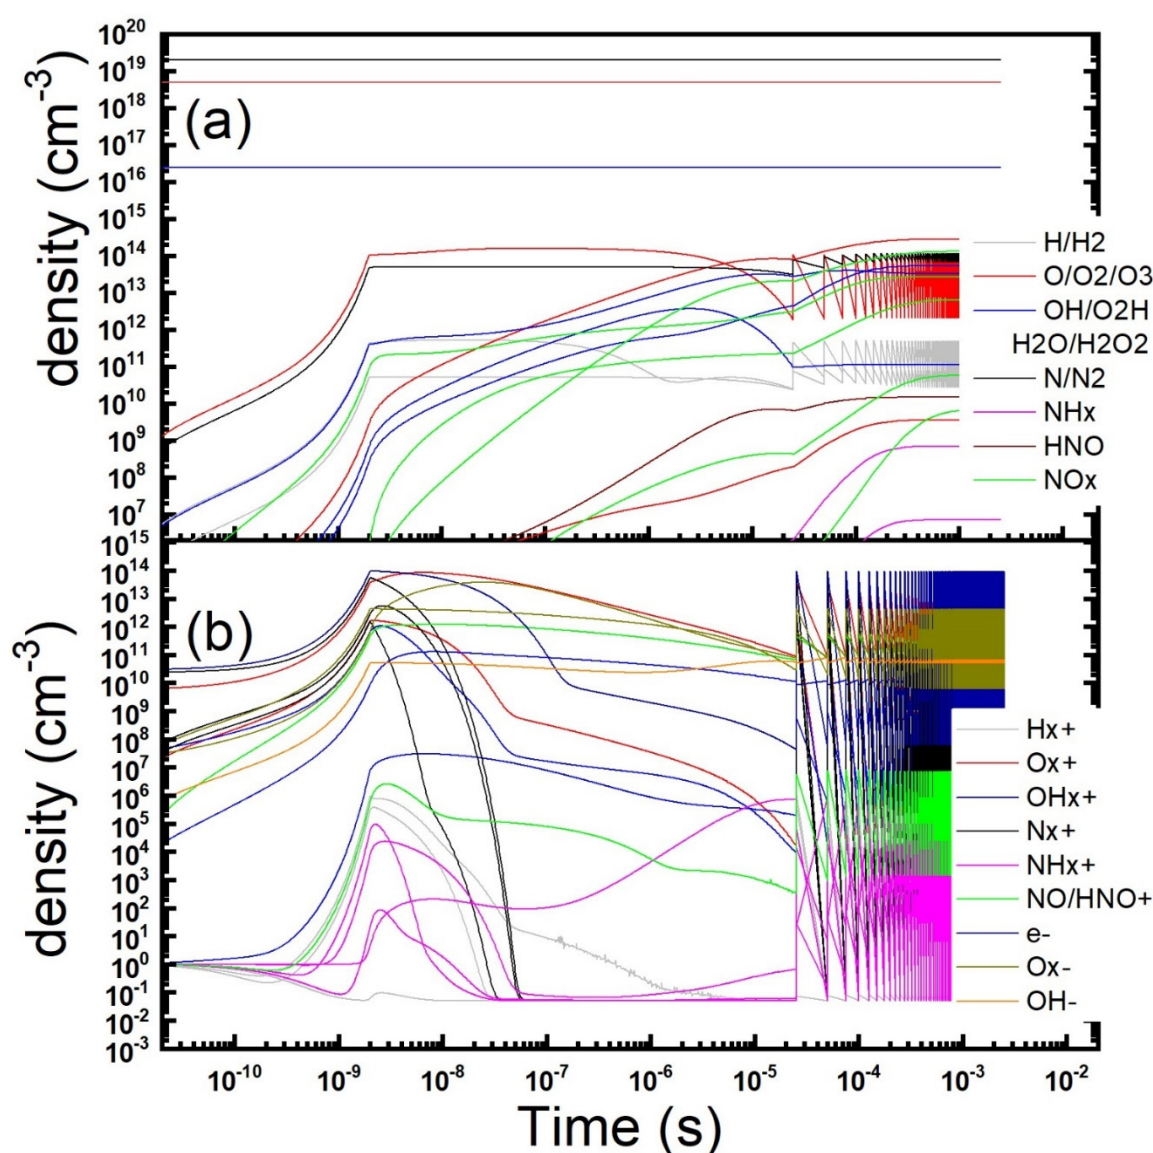 10^20
10^19
10^18
10^17
10^16
10^15
10^14
10^13
10^12
10^11
10^10
10^9
10^8
10^7
density (cm^-3)
(a)
H/H2
O/O2/O3
OH/O2H
H2O/H2O2
N/N2
NHx
HNO
NOx
10^15
10^14
10^13
10^12
10^11
10^10
10^9
10^8
10^7
10^6
10^5
10^4
10^3
10^2
10^1
10^0
10^-1
10^-2
10^-3
density (cm^-3)
(b)
Hx+
Ox+
OHx+
Nx+
NHx+
NO/HNO+
e-
Ox-
OH-
10^-10 10^-9 10^-8 10^-7 10^-6 10^-5 10^-4 10^-3 10^-2
Time (s)